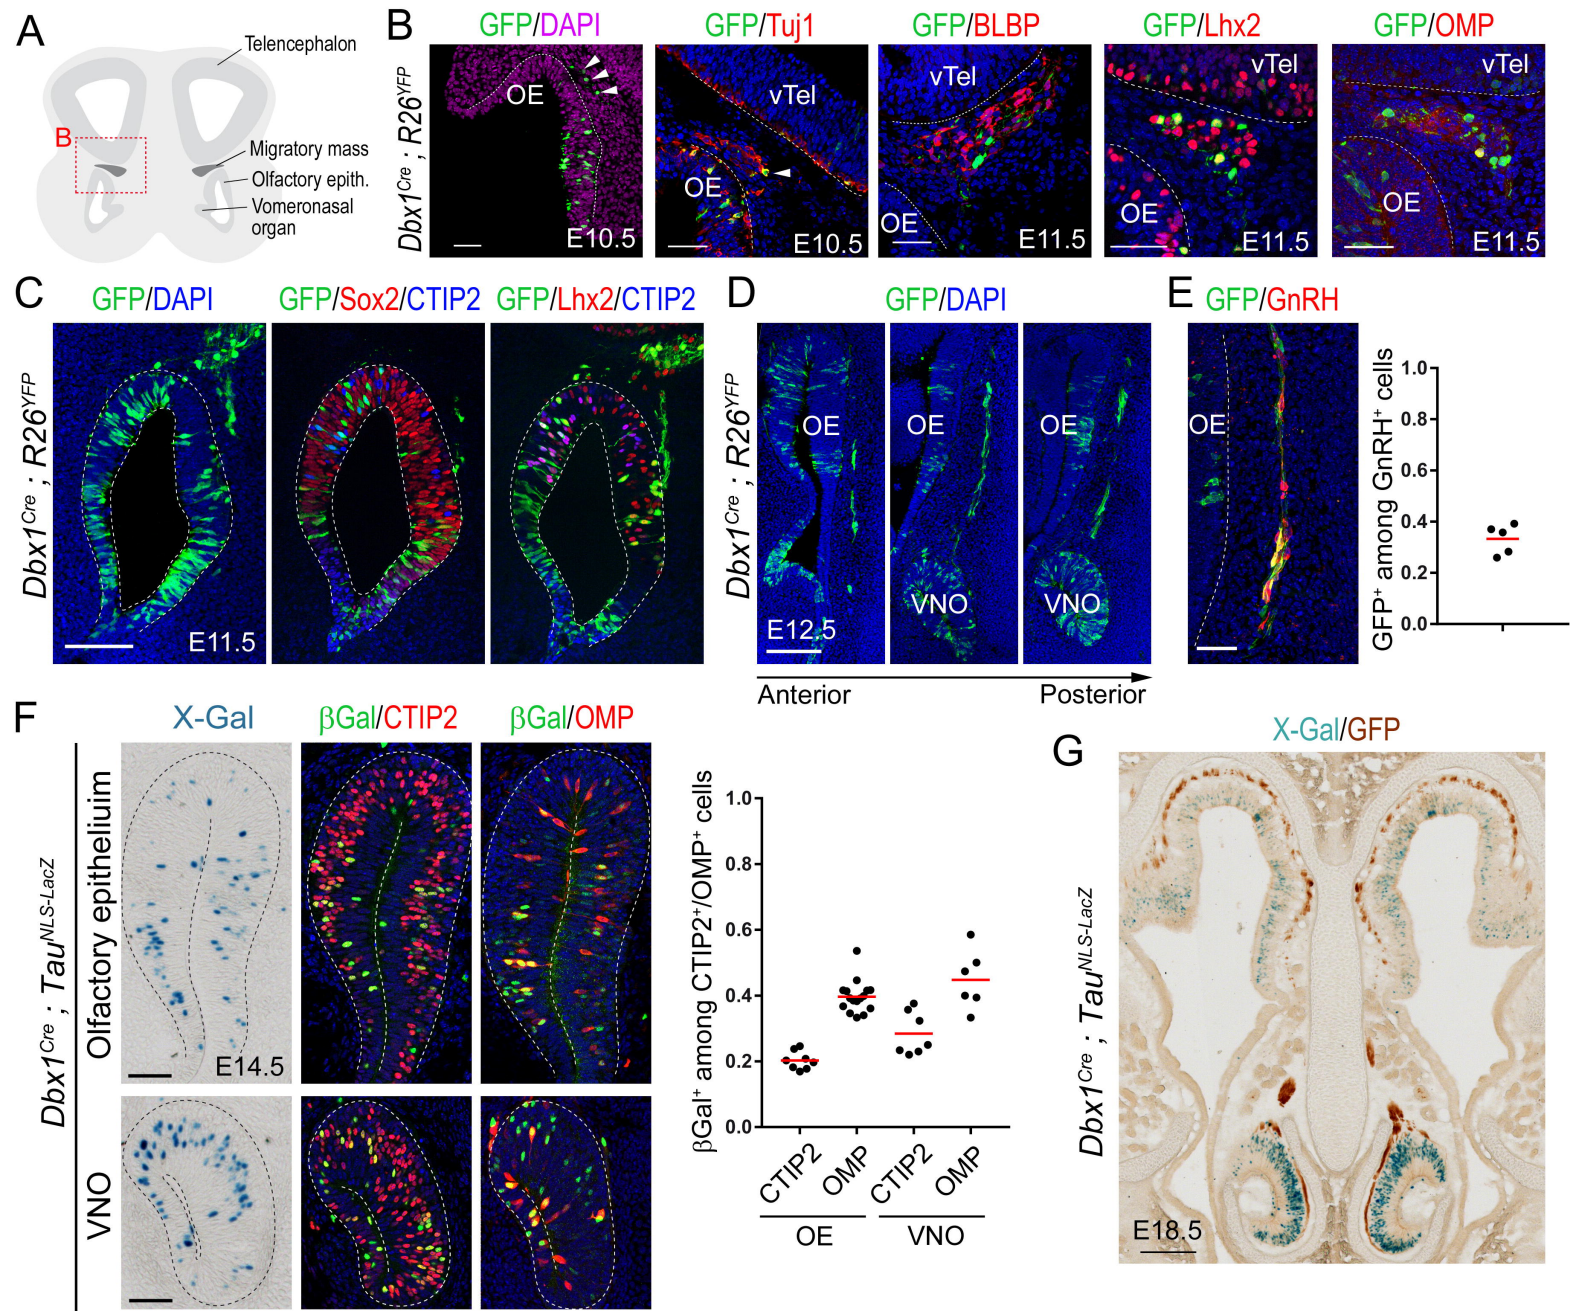 A
Telencephalon
B
Migratory mass
Olfactory epith.
Vomeronasal
organ
B
Dbx1Cre ; R26YFP
GFP/DAPI
OE
E10.5
GFP/Tuj1
vTel
OE
E10.5
GFP/BLBP
vTel
OE
E11.5
GFP/Lhx2
vTel
OE
E11.5
GFP/OMP
vTel
OE
E11.5
C
Dbx1Cre ; R26YFP
GFP/DAPI
E11.5
GFP/Sox2/CTIP2
GFP/Lhx2/CTIP2
D
GFP/DAPI
Dbx1Cre ; R26YFP
OE
E12.5
OE
VNO
OE
VNO
Anterior
Posterior
E
GFP/GnRH
OE
GFP+ among GnRH+ cells
1.0
0.8
0.6
0.4
0.2
0.0
F
Dbx1Cre ; TauNLS-LacZ
X-Gal
βGal/CTIP2
βGal/OMP
Olfactory epitheliuim
E14.5
VNO
βGal+ among CTIP2+/OMP+ cells
1.0
0.8
0.6
0.4
0.2
0.0
CTIP2
OMP
CTIP2
OMP
OE
VNO
G
X-Gal/GFP
Dbx1Cre ; TauNLS-LacZ
E18.5